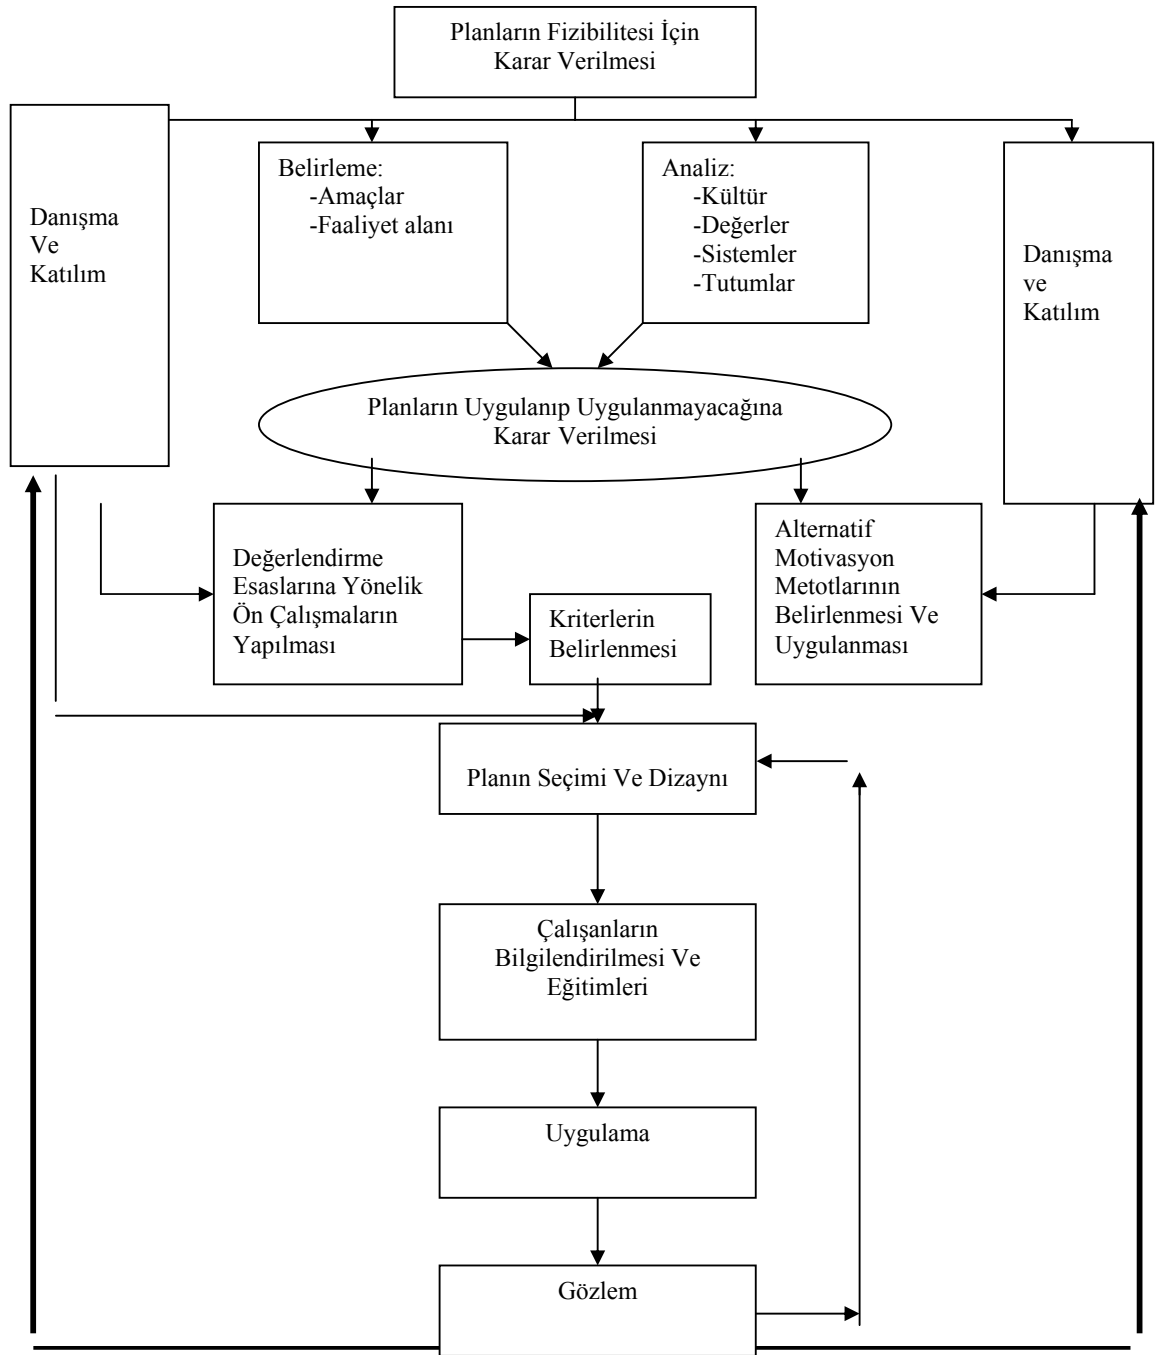 Planların Fizibilitesi İçin
Karar Verilmesi
Danışma
Ve
Katılım
Belirleme:
-Amaçlar
-Faaliyet alanı
Analiz:
-Kültür
-Değerler
-Sistemler
-Tutumlar
Danışma
ve
Katılım
Planların Uygulanıp Uygulanmayacağına
Karar Verilmesi
Değerlendirme
Esaslarına Yönelik
Ön Çalışmaların
Yapılması
Kriterlerin
Belirlenmesi
Alternatif
Motivasyon
Metotlarının
Belirlenmesi Ve
Uygulanması
Planın Seçimi Ve Dizaynı
Çalışanların
Bilgilendirilmesi Ve
Eğitimleri
Uygulama
Gözlem